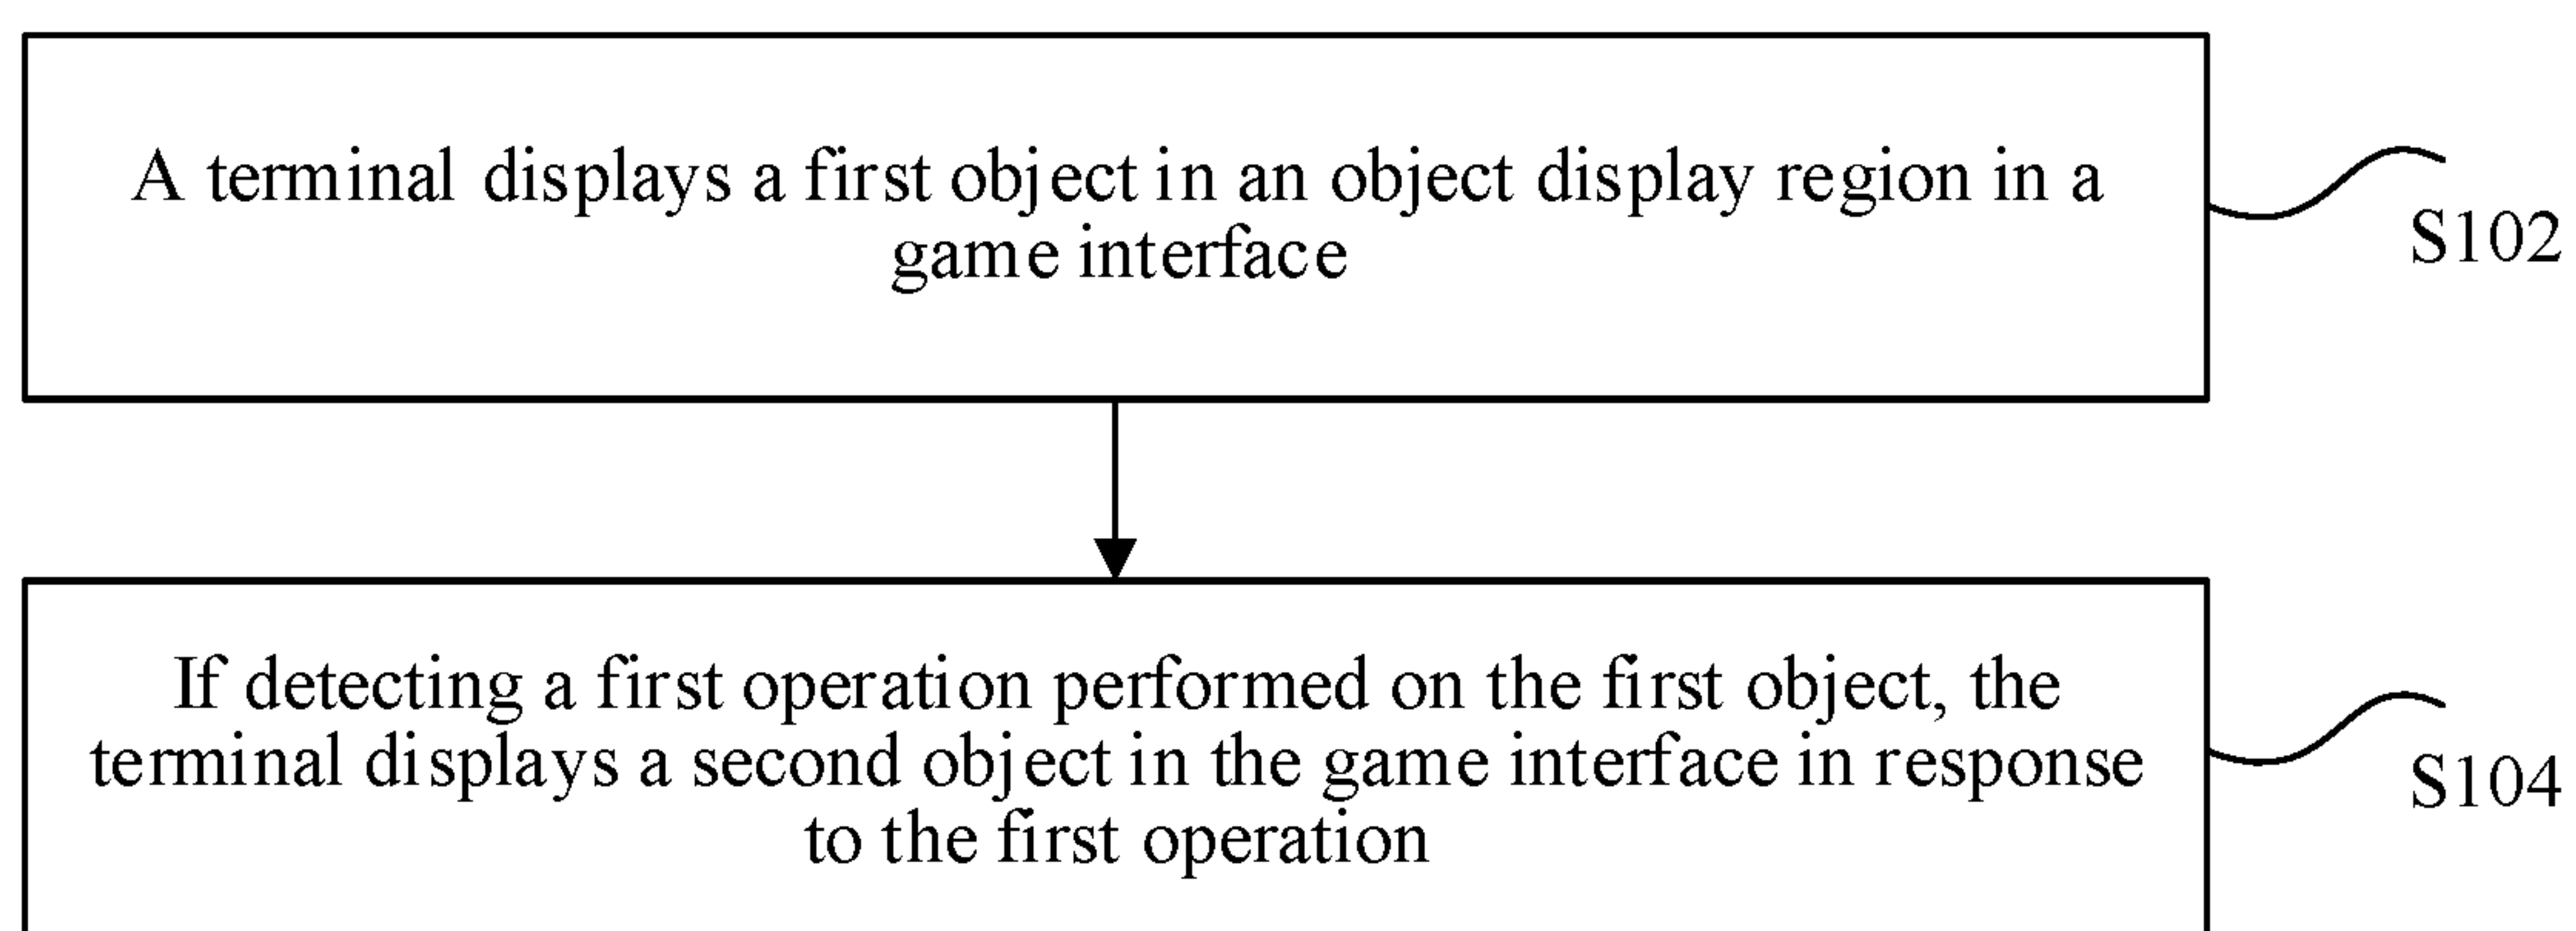 A terminal displays a first object in an object display region in a
game interface
S102
If detecting a first operation performed on the first object, the
terminal displays a second object in the game interface in response
to the first operation
S104